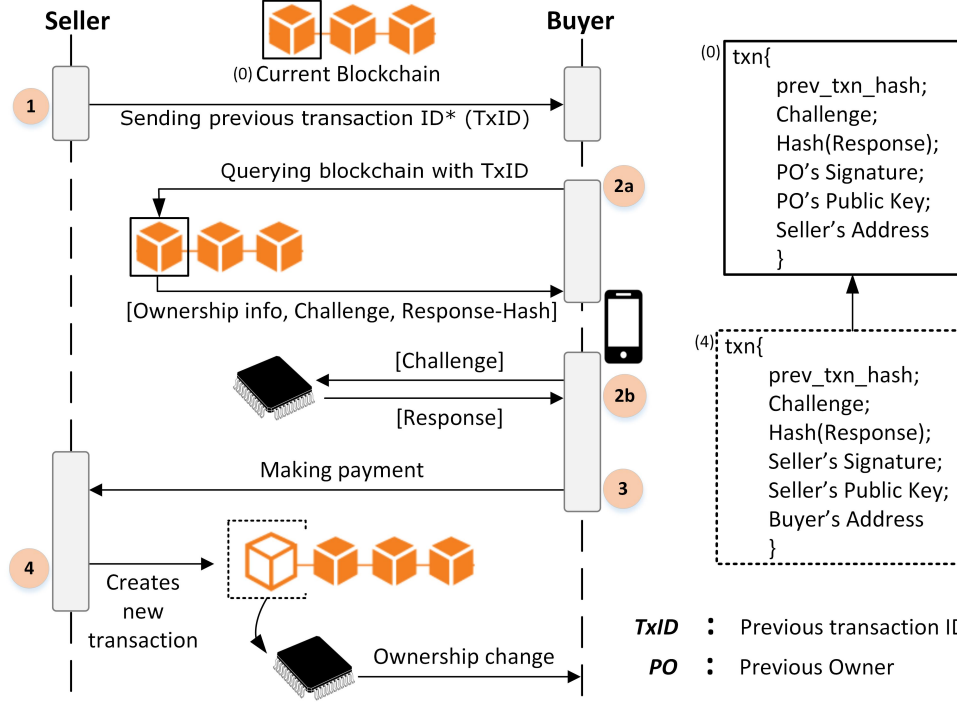 Seller
Buyer
(0) Current Blockchain
1
Sending previous transaction ID* (TxID)
Querying blockchain with TxID
2a
[Ownership info, Challenge, Response-Hash]
[Challenge]
2b
[Response]
Making payment
3
4
Creates
new
transaction
Ownership change
(0)
txn{
prev_txn_hash;
Challenge;
Hash(Response);
PO's Signature;
PO's Public Key;
Seller's Address
}
(4)
txn{
prev_txn_hash;
Challenge;
Hash(Response);
Seller's Signature;
Seller's Public Key;
Buyer's Address
}
TxID : Previous transaction ID
PO : Previous Owner